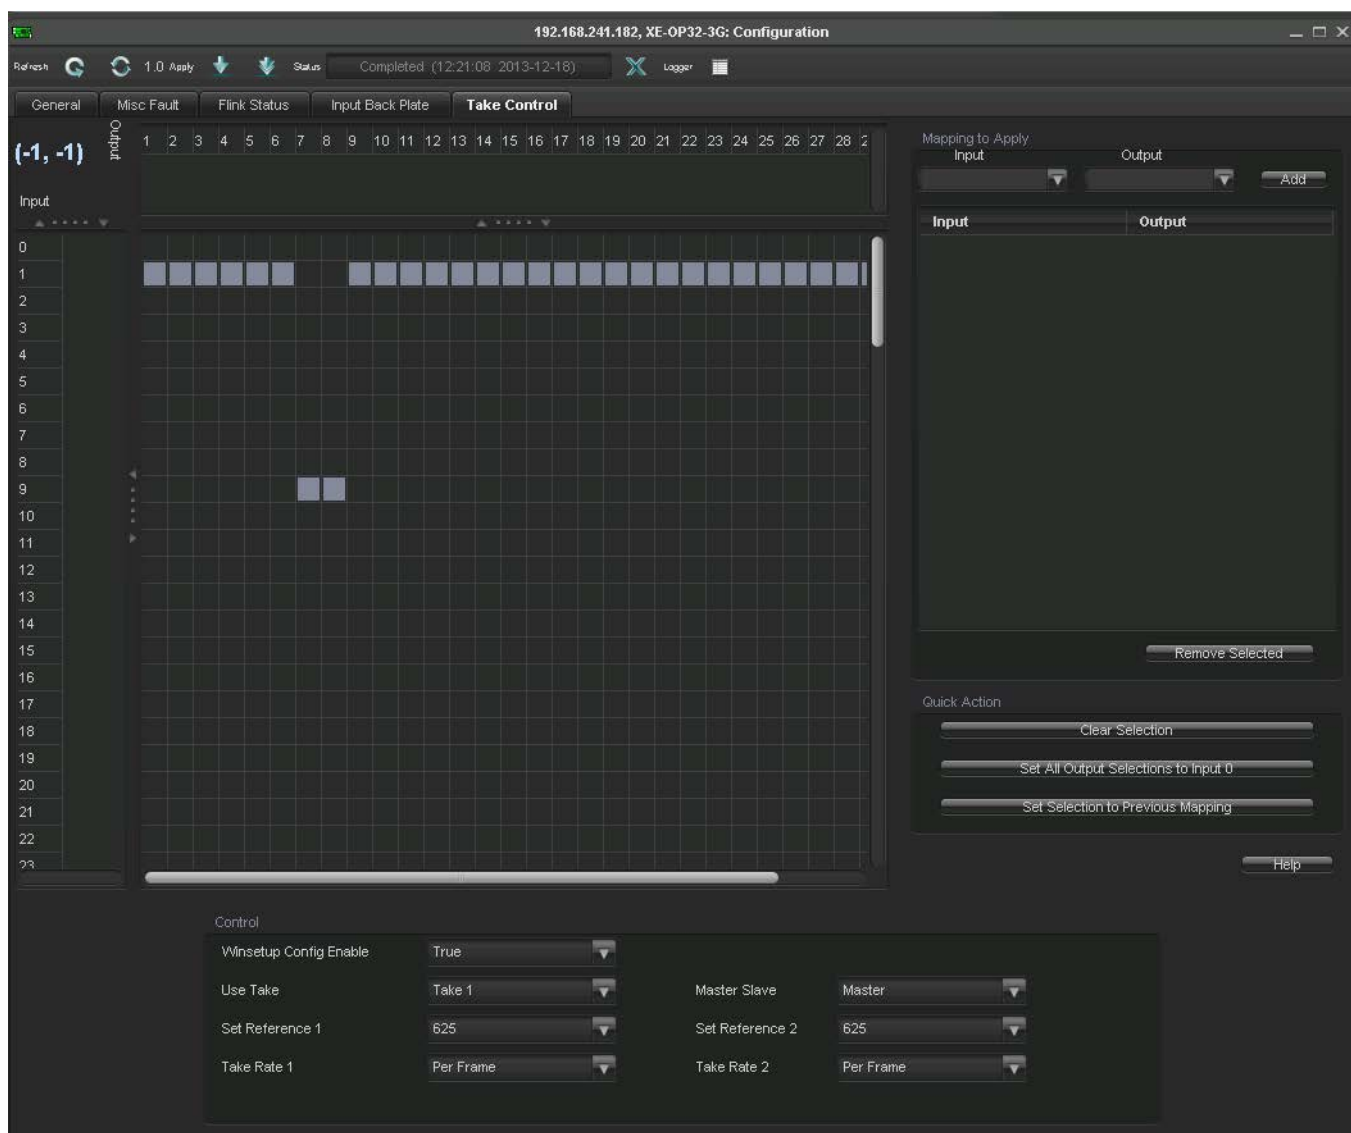 192.168.241.182, XE-OP32-3G: Configuration
Refresh 1.0 Apply Status Completed (12:21:08 2013-12-18) Logger
General Misc Fault Flink Status Input Back Plate Take Control
(-1, -1) Output 1 2 3 4 5 6 7 8 9 10 11 12 13 14 15 16 17 18 19 20 21 22 23 24 25 26 27 28
Input
0
1
2
3
4
5
6
7
8
9
10
11
12
13
14
15
16
17
18
19
20
21
22
23
Mapping to Apply
Input Output
Add
Input Output
Remove Selected
Quick Action
Clear Selection
Set All Output Selections to Input 0
Set Selection to Previous Mapping
Help
Control
Winsetup Config Enable True
Use Take Take 1 Master Slave Master
Set Reference 1 625 Set Reference 2 625
Take Rate 1 Per Frame Take Rate 2 Per Frame